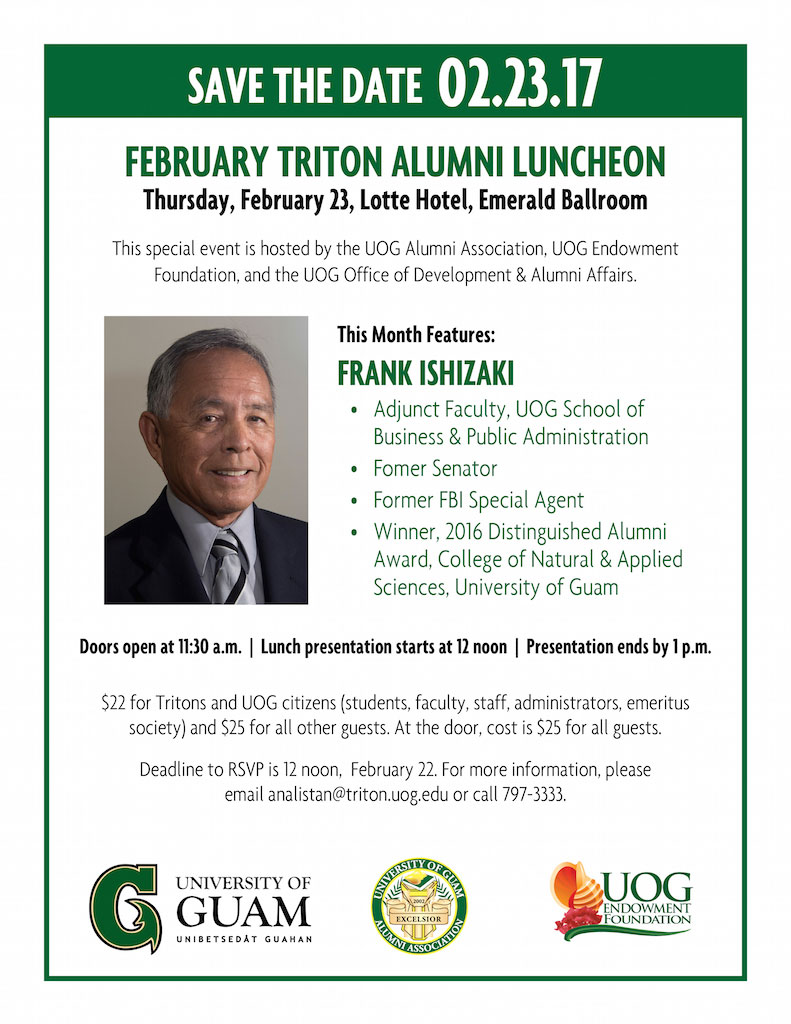 SAVE THE DATE 02.23.17
FEBRUARY TRITON ALUMNI LUNCHEON
Thursday, February 23, Lotte Hotel, Emerald Ballroom
This special event is hosted by the UOG Alumni Association, UOG Endowment
Foundation, and the UOG Office of Development & Alumni Affairs.
This Month Features:
FRANK ISHIZAKI
• Adjunct Faculty, UOG School of
Business & Public Administration
• Fomer Senator
• Former FBI Special Agent
• Winner, 2016 Distinguished Alumni
Award, College of Natural & Applied
Sciences, University of Guam
Doors open at 11:30 a.m. | Lunch presentation starts at 12 noon | Presentation ends by 1 p.m.
$22 for Tritons and UOG citizens (students, faculty, staff, administrators, emeritus
society) and $25 for all other guests. At the door, cost is $25 for all guests.
Deadline to RSVP is 12 noon,  February 22. For more information, please
email analistan@triton.uog.edu or call 797-3333.
G
UNIVERSITY OF
GUAM
UNIBETSEDÅT GUAHAN
UNIVERSITY OF GUAM
2002
EXCELSIOR
ALUMNI ASSOCIATION
UOG
ENDOWMENT
FOUNDATION